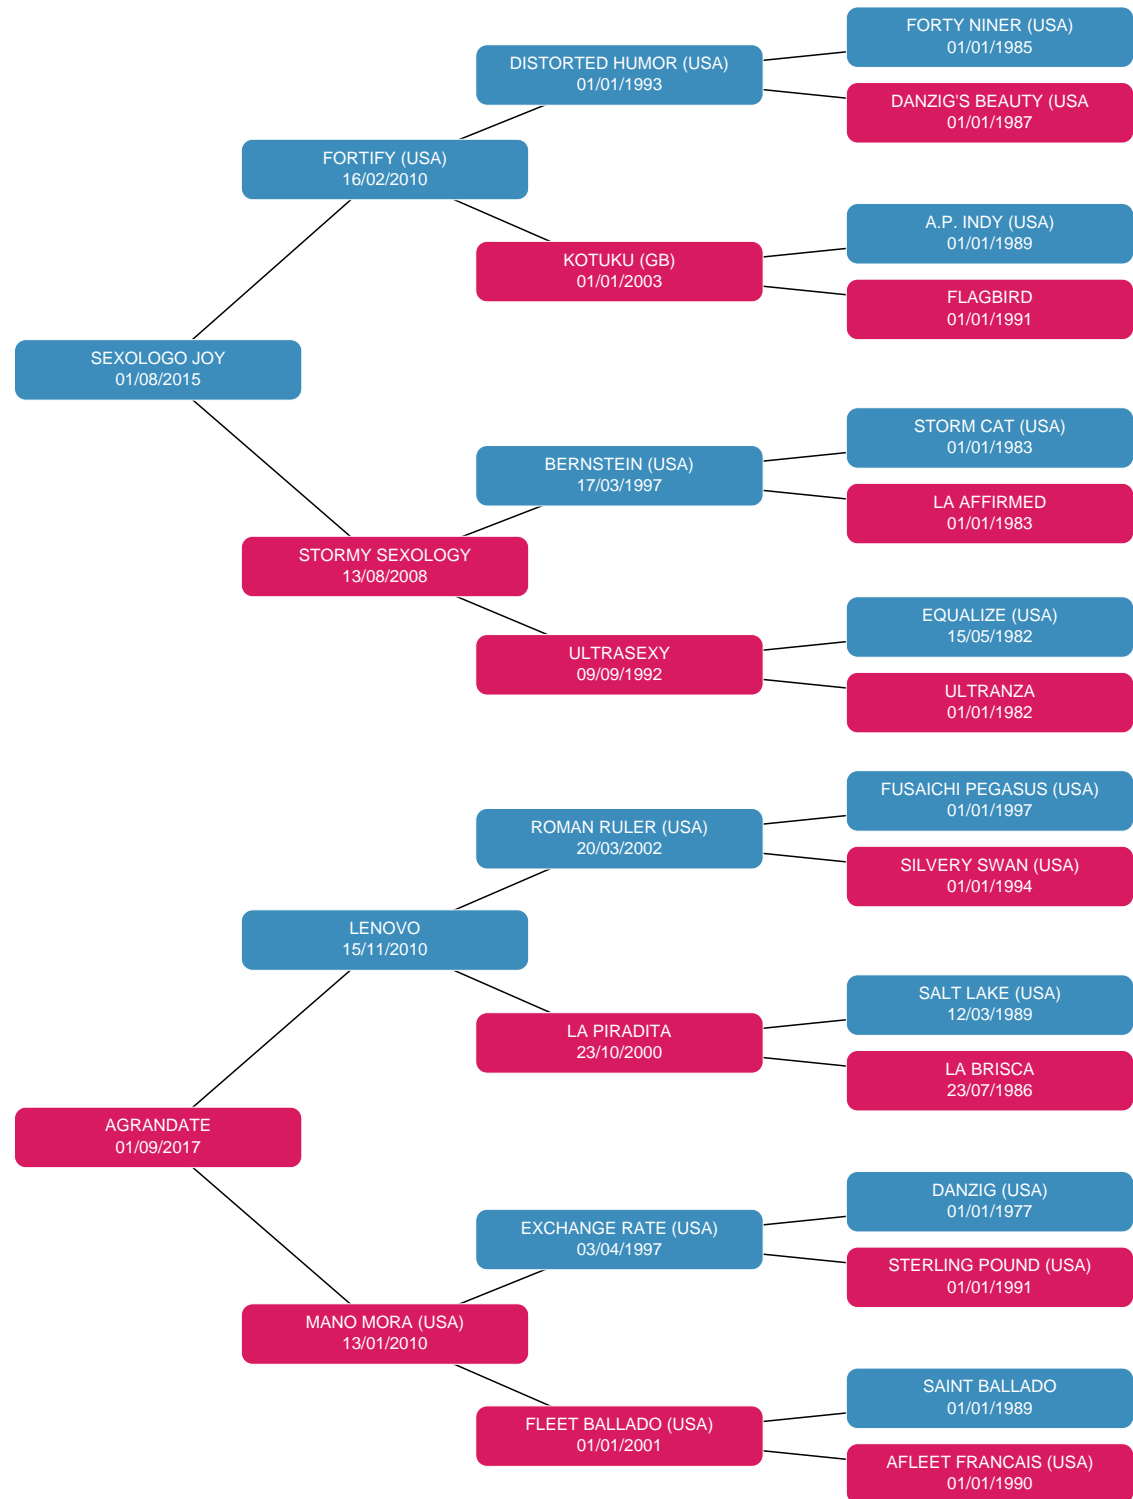 FORTY NINER (USA)
01/01/1985
DISTORTED HUMOR (USA)
01/01/1993
DANZIG'S BEAUTY (USA
01/01/1987
FORTIFY (USA)
16/02/2010
A.P. INDY (USA)
01/01/1989
KOTUKU (GB)
01/01/2003
FLAGBIRD
01/01/1991
SEXOLOGO JOY
01/08/2015
STORM CAT (USA)
01/01/1983
BERNSTEIN (USA)
17/03/1997
LA AFFIRMED
01/01/1983
STORMY SEXOLOGY
13/08/2008
EQUALIZE (USA)
15/05/1982
ULTRASEXY
09/09/1992
ULTRANZA
01/01/1982
FUSAICHI PEGASUS (USA)
01/01/1997
ROMAN RULER (USA)
20/03/2002
SILVERY SWAN (USA)
01/01/1994
LENOVO
15/11/2010
SALT LAKE (USA)
12/03/1989
LA PIRADITA
23/10/2000
LA BRISCA
23/07/1986
AGRANDATE
01/09/2017
DANZIG (USA)
01/01/1977
EXCHANGE RATE (USA)
03/04/1997
STERLING POUND (USA)
01/01/1991
MANO MORA (USA)
13/01/2010
SAINT BALLADO
01/01/1989
FLEET BALLADO (USA)
01/01/2001
AFLEET FRANCAIS (USA)
01/01/1990